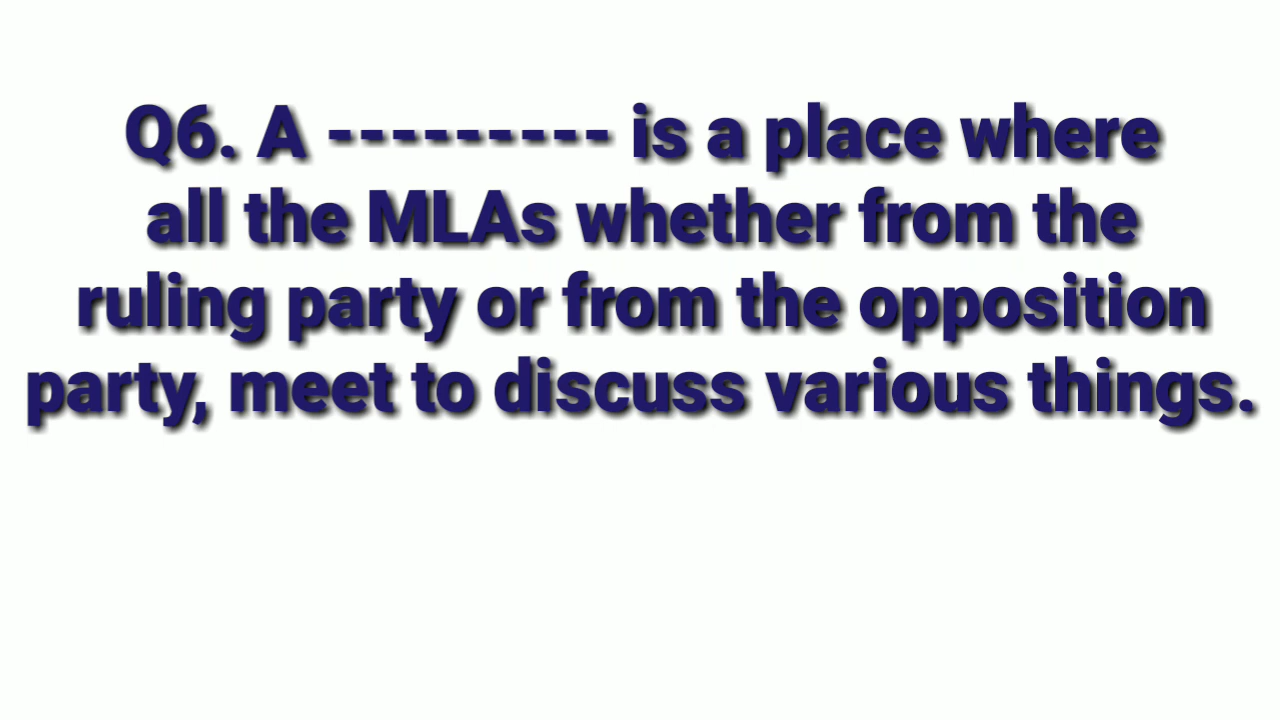 Q6. A --------- is a place where
all the MLAs whether from the
ruling party or from the opposition
party, meet to discuss various things.